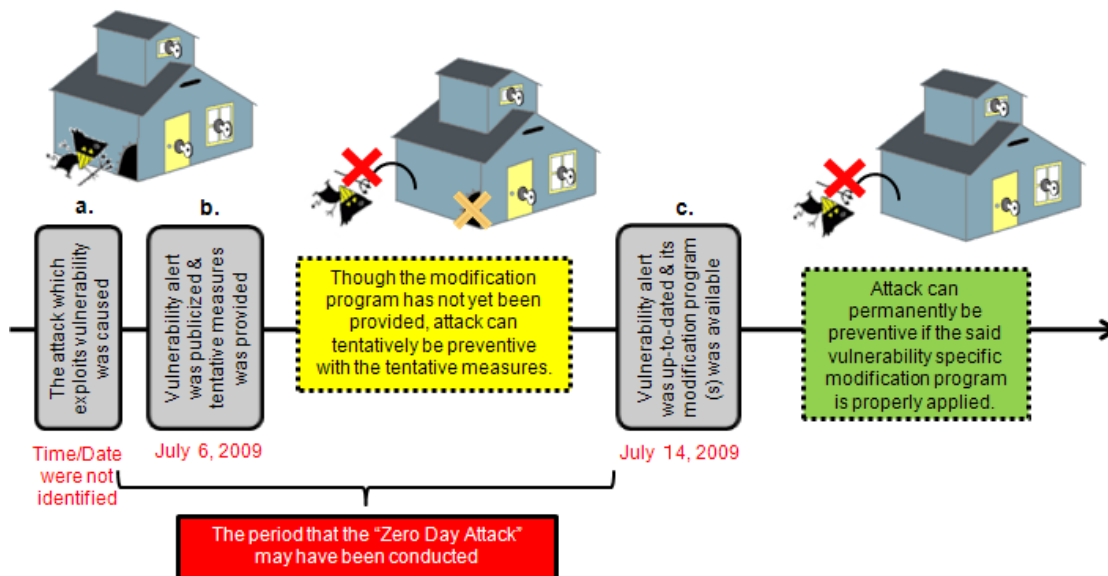 a.
The attack which
exploits vulnerability
was caused
Time/Date
were not
identified
b.
Vulnerability alert
was publicized &
tentative measures
was provided
July 6, 2009
Though the modification
program has not yet been
provided, attack can
tentatively be preventive
with the tentative measures.
c.
Vulnerability alert
was up-to-dated & its
modification program
(s) was available
July 14, 2009
Attack can
permanently be
preventive if the said
vulnerability specific
modification program
is properly applied.
The period that the “Zero Day Attack”
may have been conducted